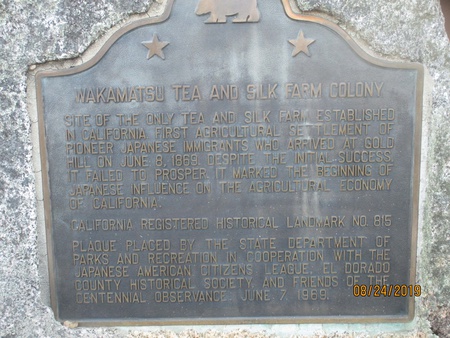 WAKAMATSU TEA AND SILK FARM COLONY
SITE OF THE ONLY TEA AND SILK FARM ESTABLISHED
IN CALIFORNIA. FIRST AGRICULTURAL SETTLEMENT OF
PIONEER JAPANESE IMMIGRANTS WHO ARRIVED AT GOLD
HILL ON JUNE 8, 1869. DESPITE THE INITIAL SUCCESS,
IT FAILED TO PROSPER. IT MARKED THE BEGINNING OF
JAPANESE INFLUENCE ON THE AGRICULTURAL ECONOMY
OF CALIFORNIA.
CALIFORNIA REGISTERED HISTORICAL LANDMARK NO. 815
PLAQUE PLACED BY THE STATE DEPARTMENT OF
PARKS AND RECREATION IN COOPERATION WITH THE
JAPANESE AMERICAN CITIZENS LEAGUE, EL DORADO
COUNTY HISTORICAL SOCIETY AND FRIENDS OF THE
CENTENNIAL OBSERVANCE. JUNE 7, 1969.
08/24/2019